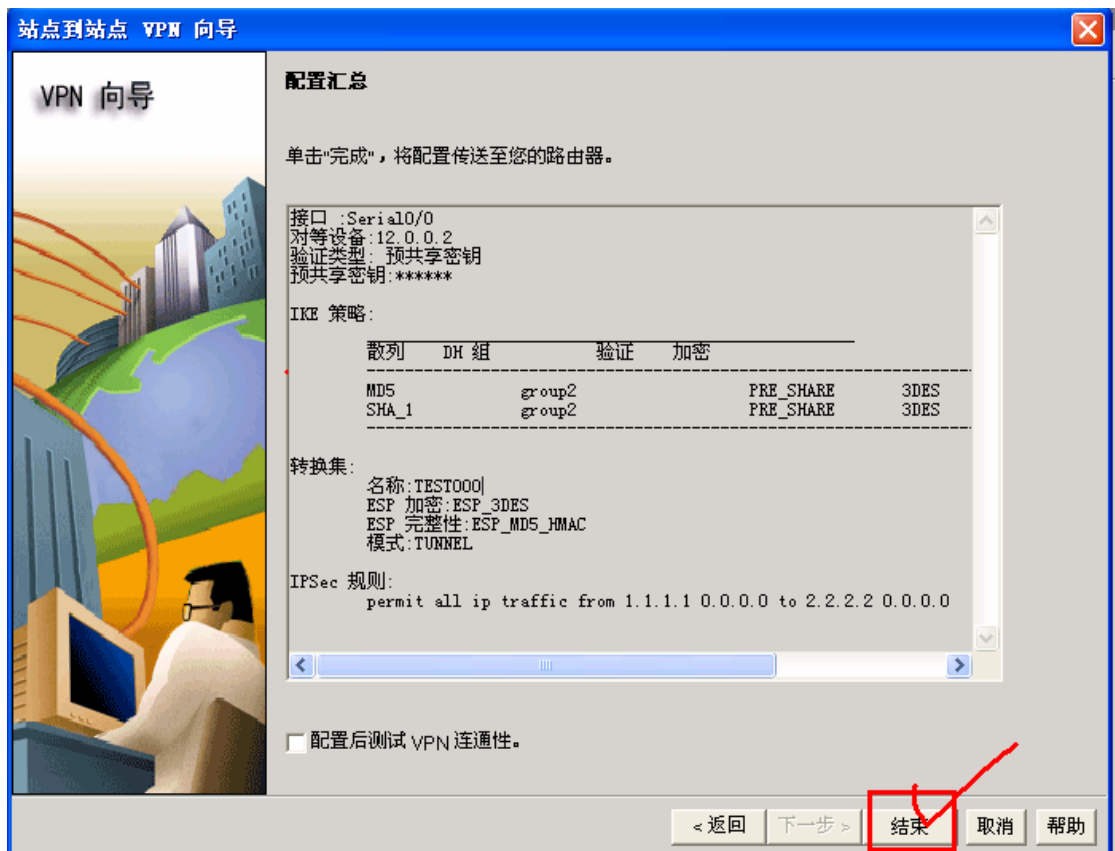 站点到站点 VPN 向导
VPN 向导
配置汇总
单击"完成"，将配置传送至您的路由器。
接口 :Serial0/0
对等设备:12.0.0.2
验证类型: 预共享密钥
预共享密钥:******
IKE 策略:
散列 DH 组 验证 加密
MD5 group2 PRE_SHARE 3DES
SHA_1 group2 PRE_SHARE 3DES
转换集:
名称:TEST000
ESP 加密:ESP_3DES
ESP 完整性:ESP_MD5_HMAC
模式:TUNNEL
IPSec 规则:
permit all ip traffic from 1.1.1.1 0.0.0.0 to 2.2.2.2 0.0.0.0
配置后测试 VPN 连通性。
<返回 下一步> 结束 取消 帮助